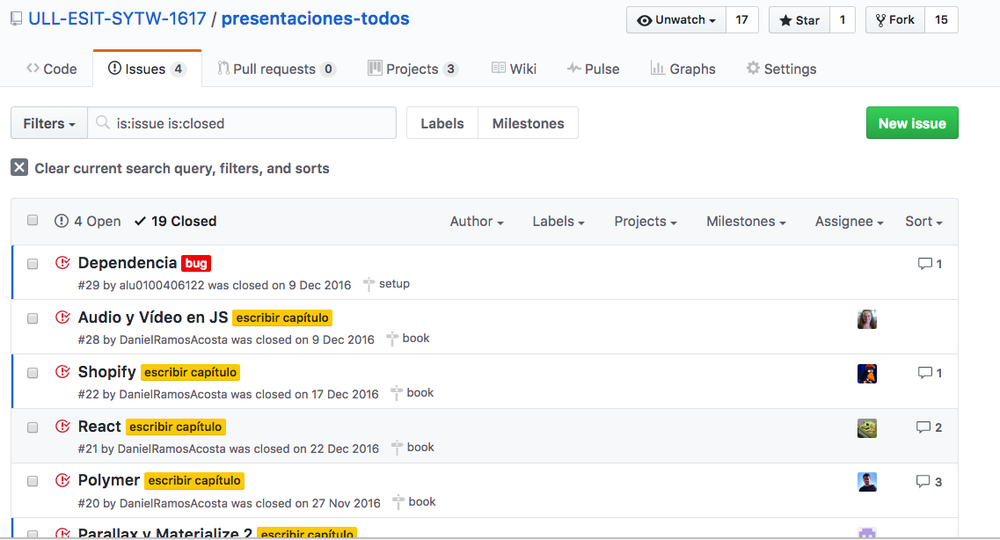 ULL-ESIT-SYTW-1617 / presentaciones-todos
Unwatch 17 Star 1 Fork 15
Code Issues 4 Pull requests 0 Projects 3 Wiki Pulse Graphs Settings
Filters is:issue is:closed Labels Milestones New issue
Clear current search query, filters, and sorts
4 Open 19 Closed Author Labels Projects Milestones Assignee Sort
Dependencia bug 1
#29 by alu0100406122 was closed on 9 Dec 2016 setup
Audio y Vídeo en JS escribir capítulo
#28 by DanielRamosAcosta was closed on 9 Dec 2016 book
Shopify escribir capítulo 1
#22 by DanielRamosAcosta was closed on 17 Dec 2016 book
React escribir capítulo 2
#21 by DanielRamosAcosta was closed on 22 Dec 2016 book
Polymer escribir capítulo 3
#20 by DanielRamosAcosta was closed on 27 Nov 2016 book
Parallax y Materialize 2 escribir capítulo